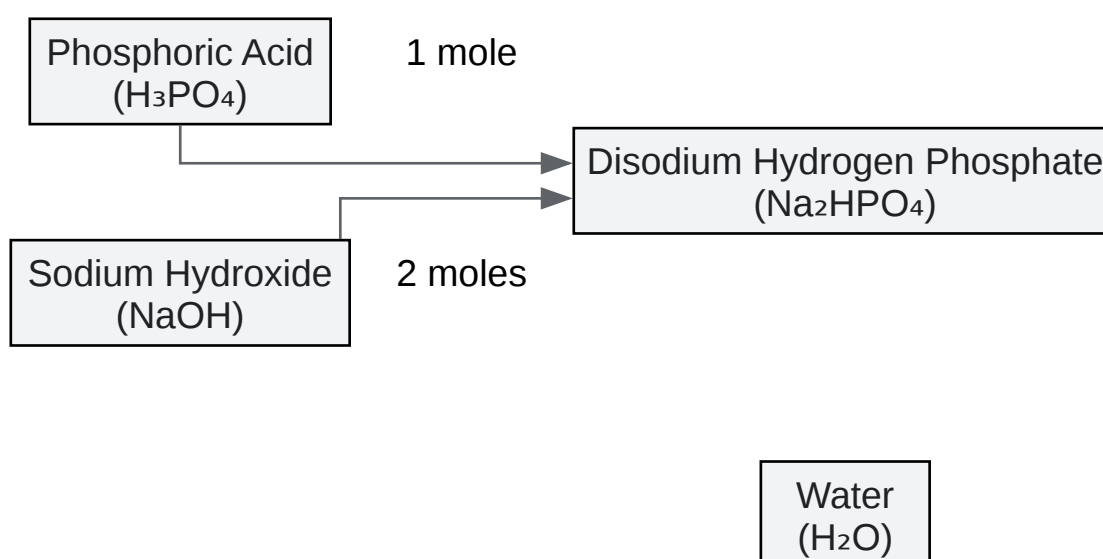 Phosphoric Acid
(H₃PO₄)
1 mole
Disodium Hydrogen Phosphate
(Na₂HPO₄)
Sodium Hydroxide
(NaOH)
2 moles
Water
(H₂O)